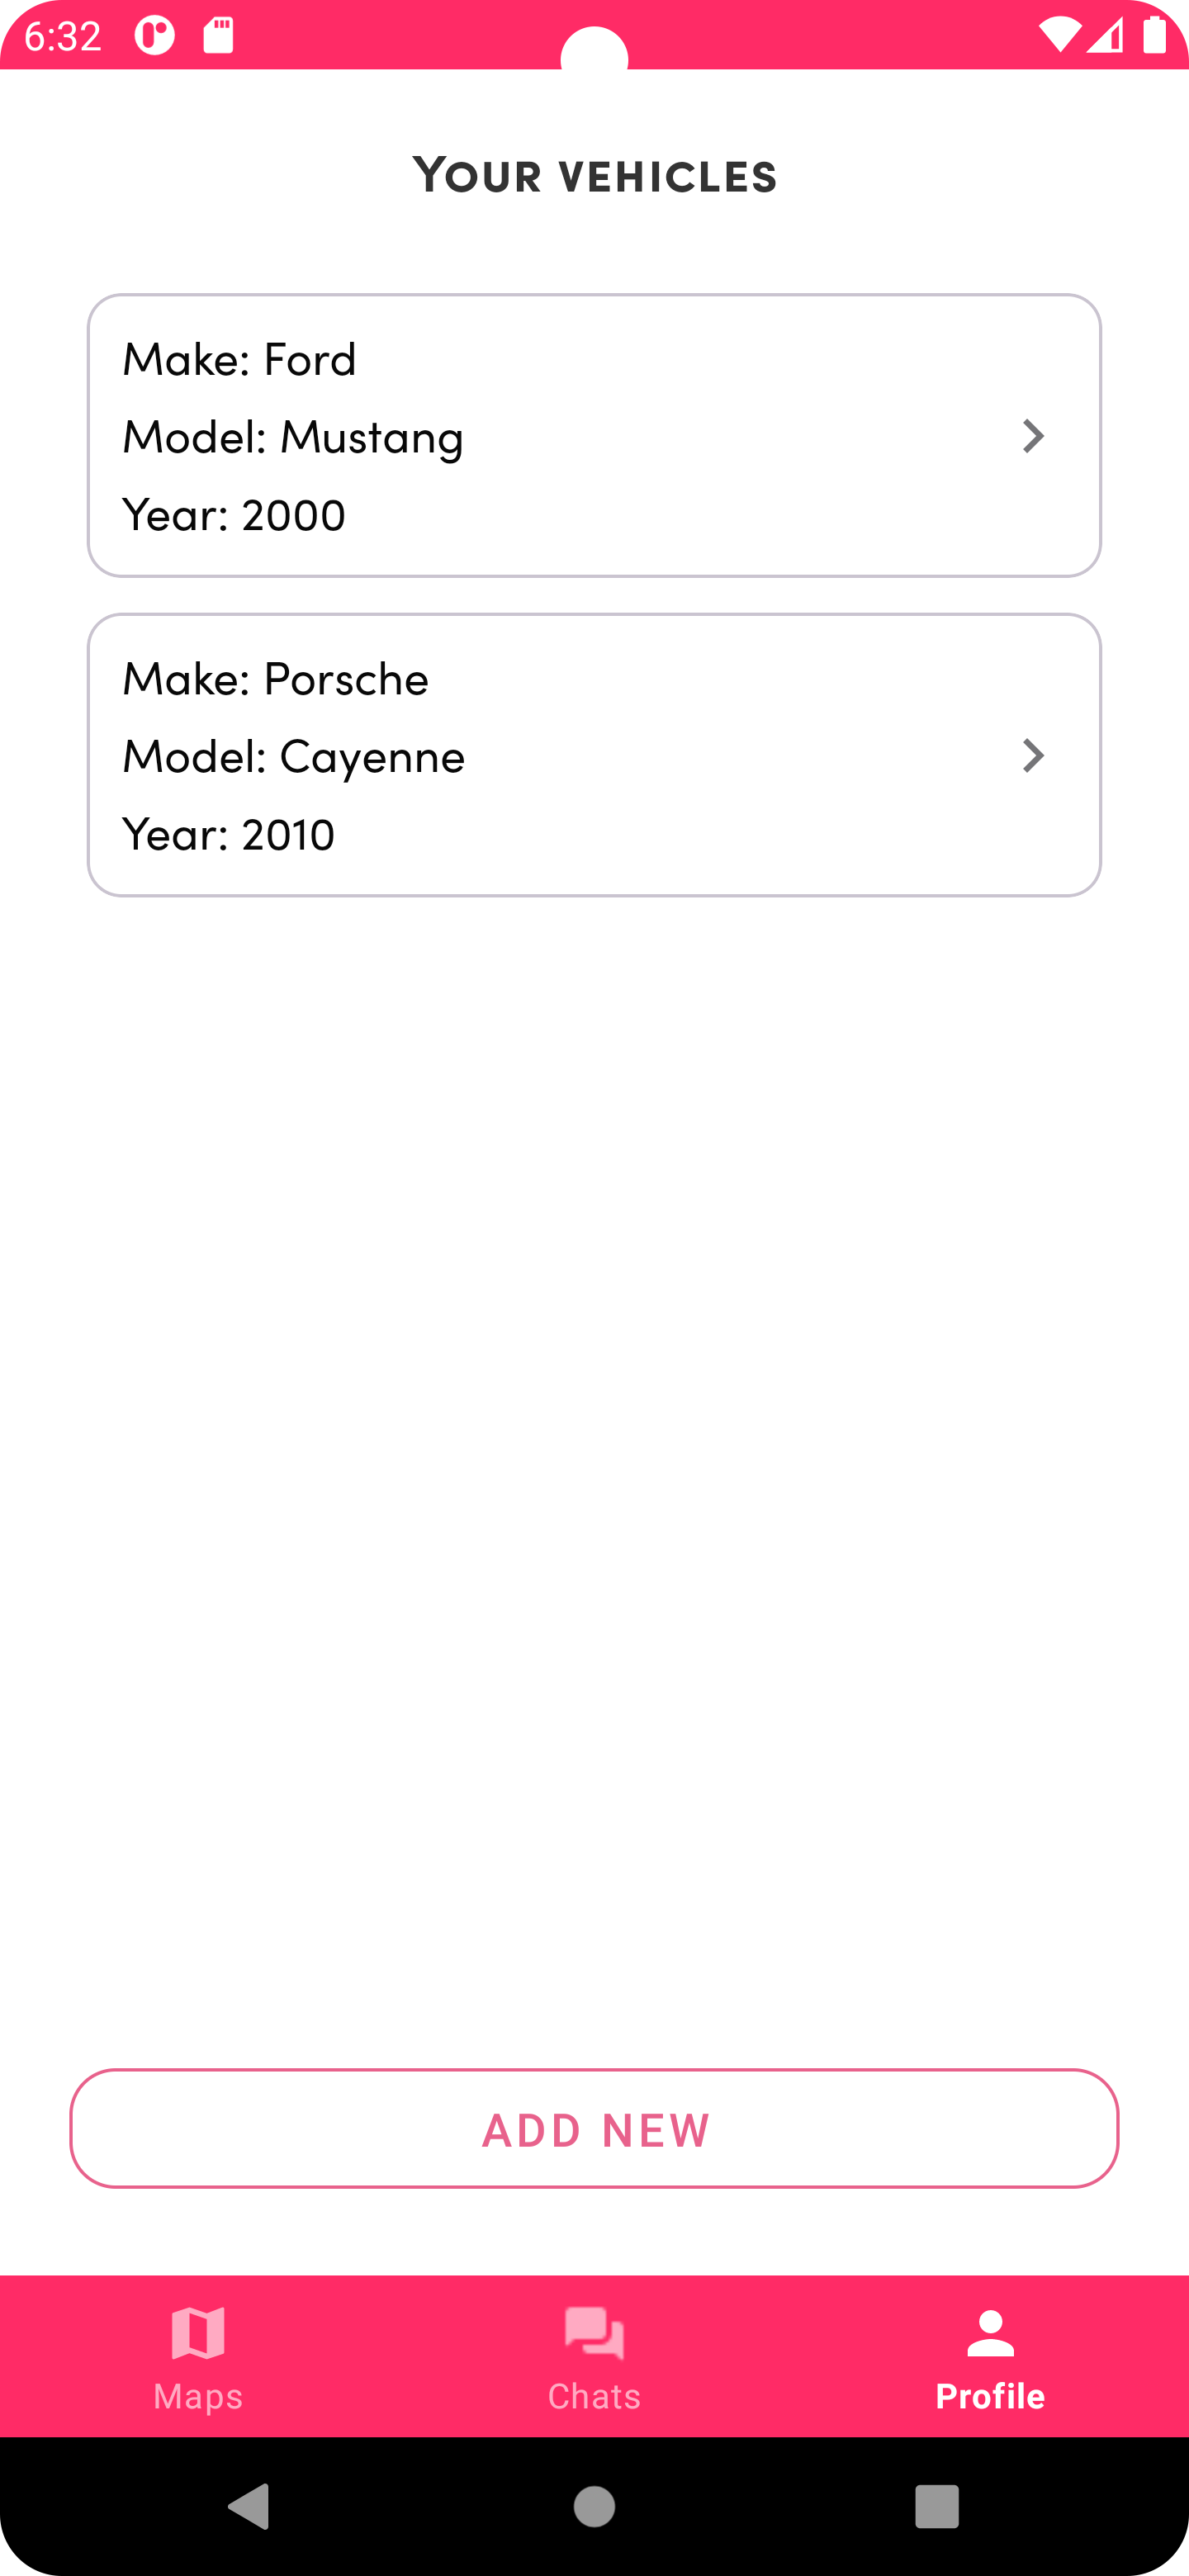 6:32
Your vehicles
Make: Ford
Model: Mustang
Year: 2000
Make: Porsche
Model: Cayenne
Year: 2010
ADD NEW
Maps
Chats
Profile